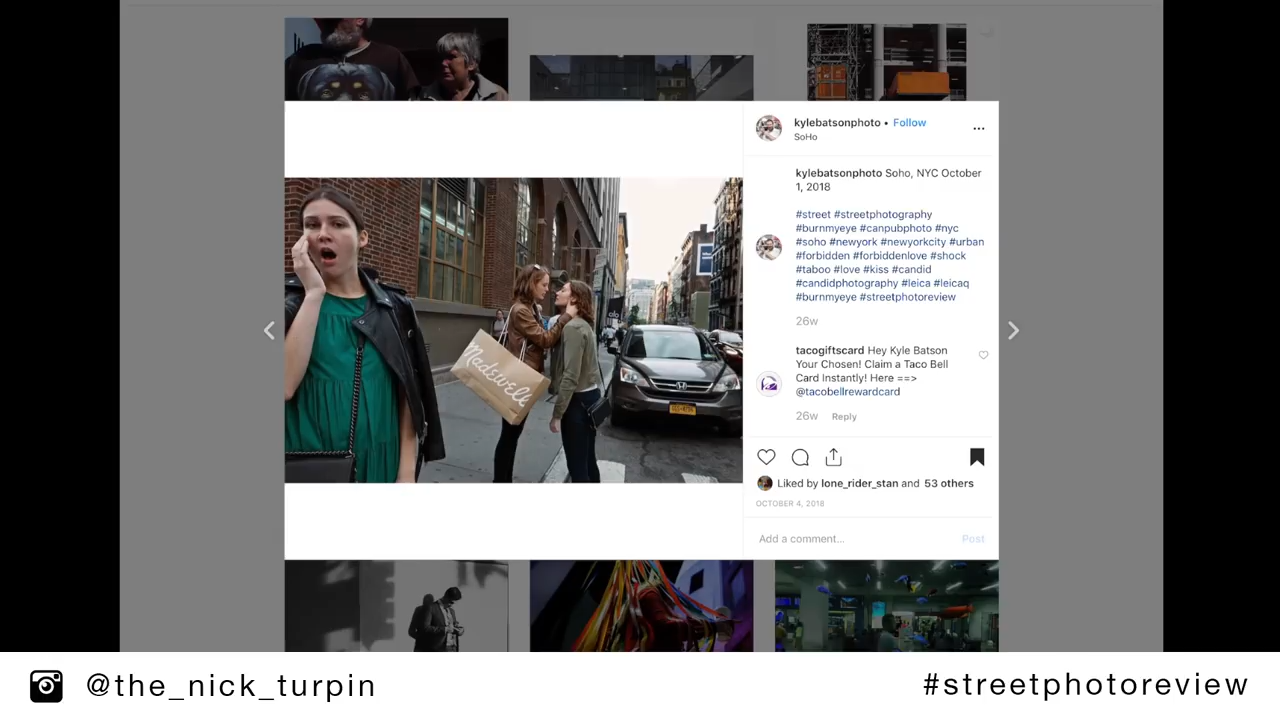 kylebatsonphoto • Follow
SoHo
kylebatsonphoto Soho, NYC October
1, 2018
#street #streetphotography
#burnmyeye #canpubphoto #nyc
#soho #newyork #newyorkcity #urban
#forbidden #forbiddenlove #shock
#taboo #love #kiss #candid
#candidphotography #leica #leicaq
#burnmyeye #streetphotoreview
26w
tacogiftscard Hey Kyle Batson
Your Chosen! Claim a Taco Bell
Card Instantly! Here ==>
@tacobellrewardcard
26w Reply
Madewell
Liked by lone_rider_stan and 53 others
OCTOBER 4, 2018
Add a comment... Post
@the_nick_turpin
#streetphotoreview